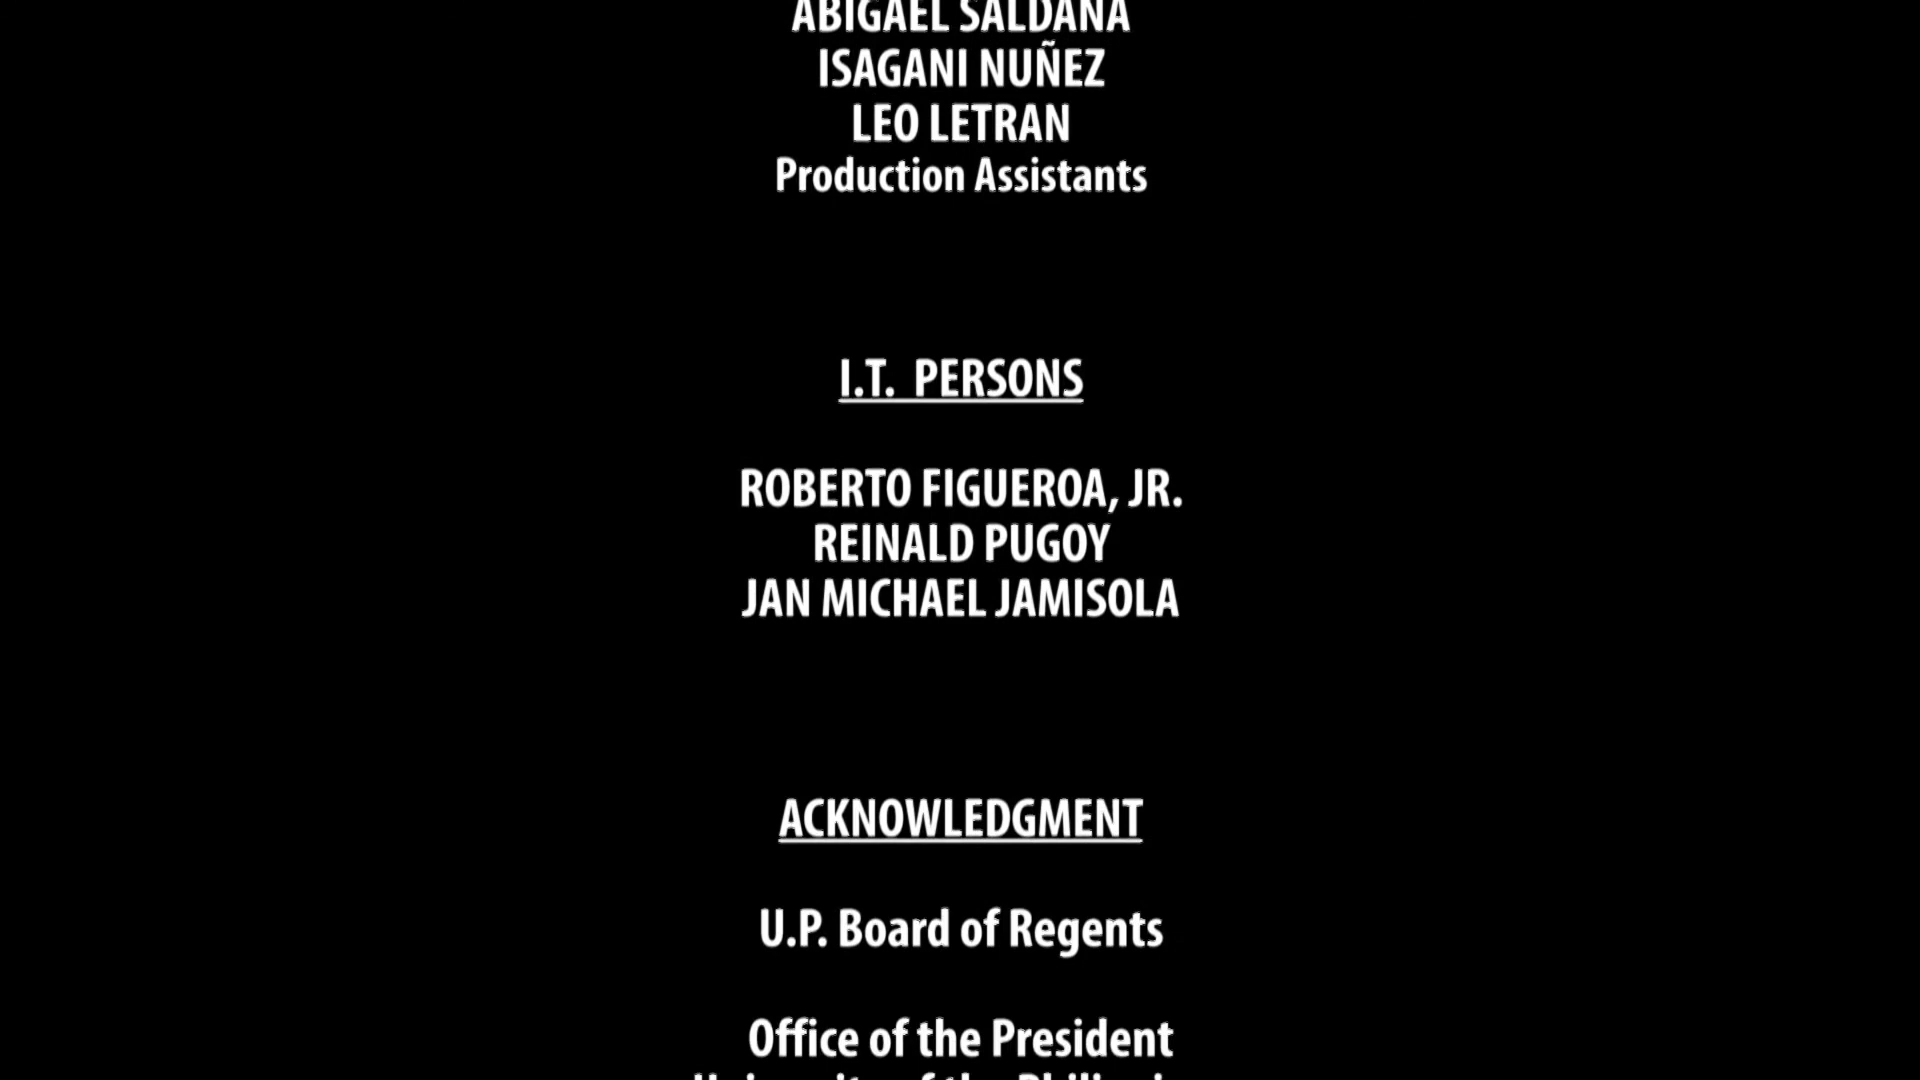 ABIGAEL SALDANA
ISAGANI NUÑEZ
LEO LETRAN
Production Assistants
I.T. PERSONS
ROBERTO FIGUEROA, JR.
REINALD PUGOY
JAN MICHAEL JAMISOLA
ACKNOWLEDGMENT
U.P. Board of Regents
Office of the President